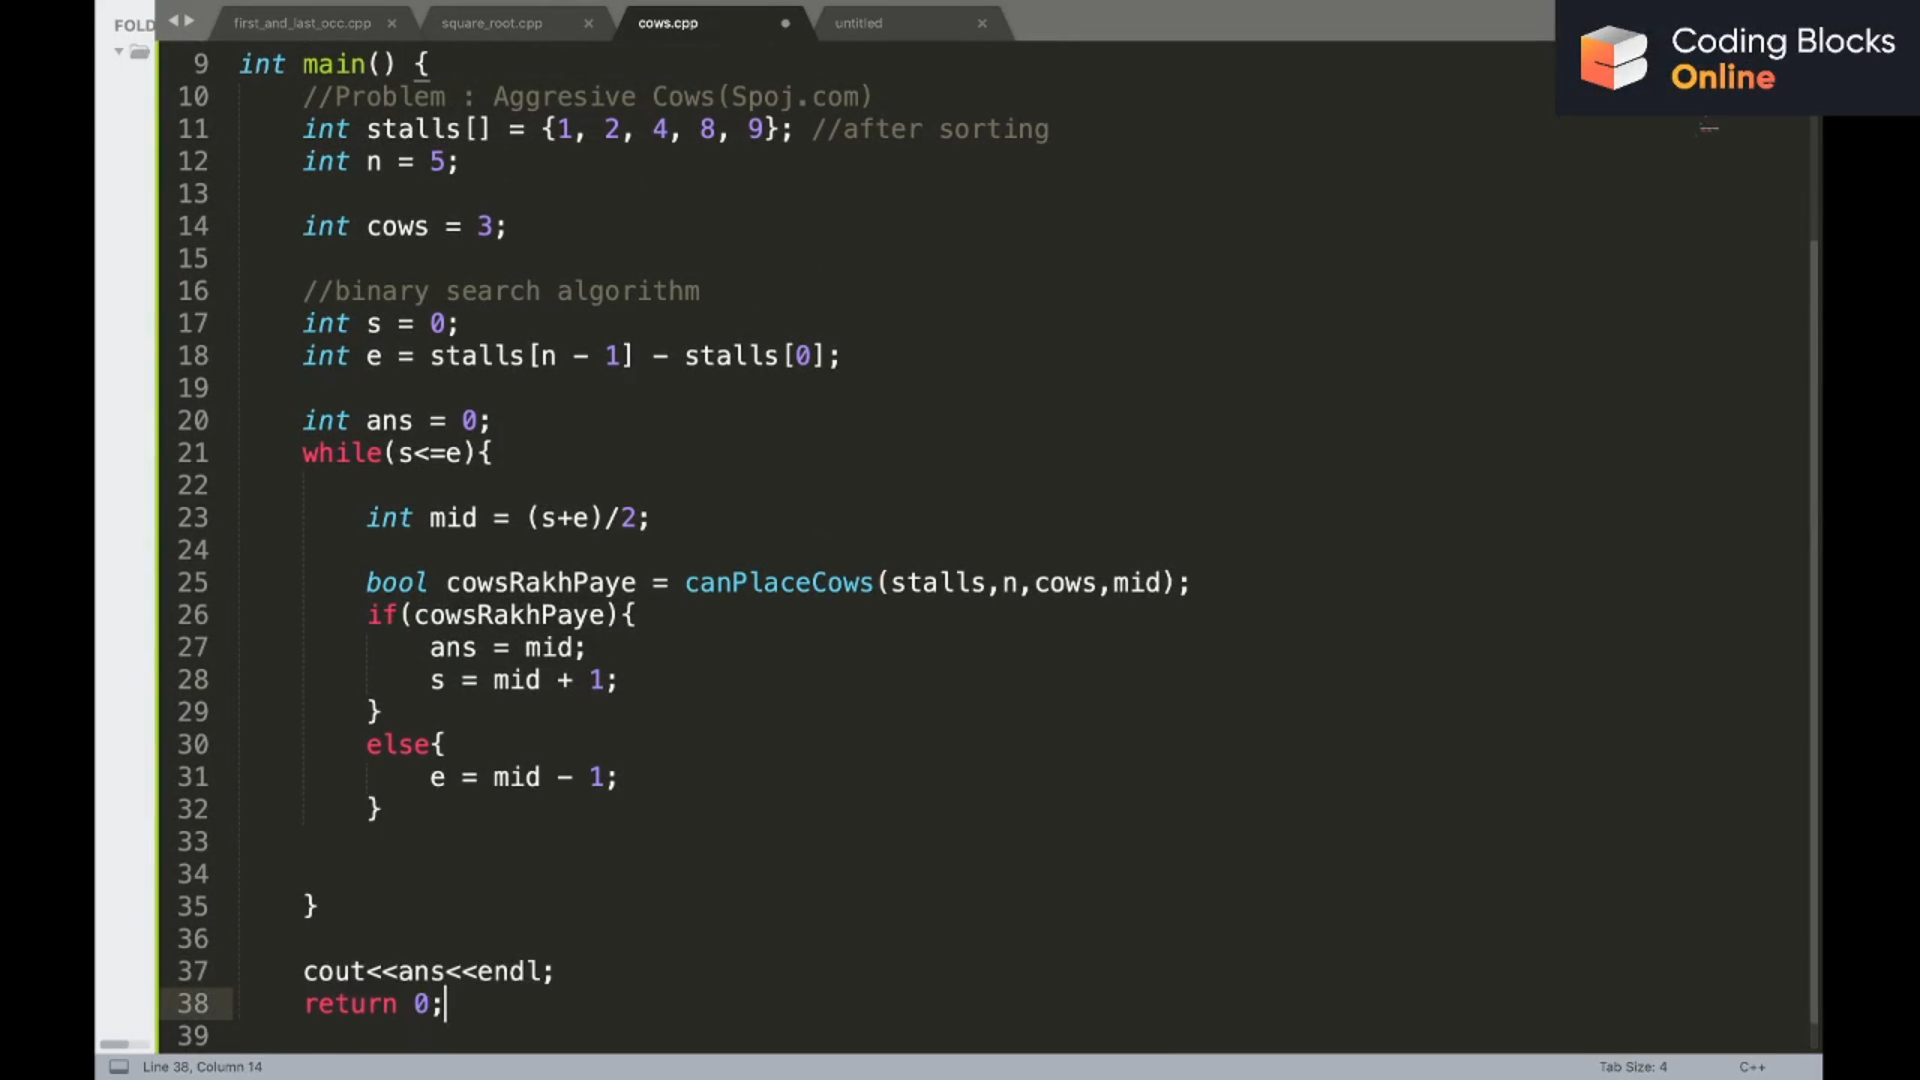 FOLD
first_and_last_occ.cpp ×
square_root.cpp ×
cows.cpp
untitled ×
Coding Blocks
Online
9 int main() {
10 //Problem : Aggresive Cows(Spoj.com)
11 int stalls[] = {1, 2, 4, 8, 9}; //after sorting
12 int n = 5;
13
14 int cows = 3;
15
16 //binary search algorithm
17 int s = 0;
18 int e = stalls[n - 1] - stalls[0];
19
20 int ans = 0;
21 while(s<=e){
22
23 int mid = (s+e)/2;
24
25 bool cowsRakhPaye = canPlaceCows(stalls,n,cows,mid);
26 if(cowsRakhPaye){
27 ans = mid;
28 s = mid + 1;
29 }
30 else{
31 e = mid - 1;
32 }
33
34
35 }
36
37 cout<<ans<<endl;
38 return 0;
39
Line 38, Column 14
Tab Size: 4
C++